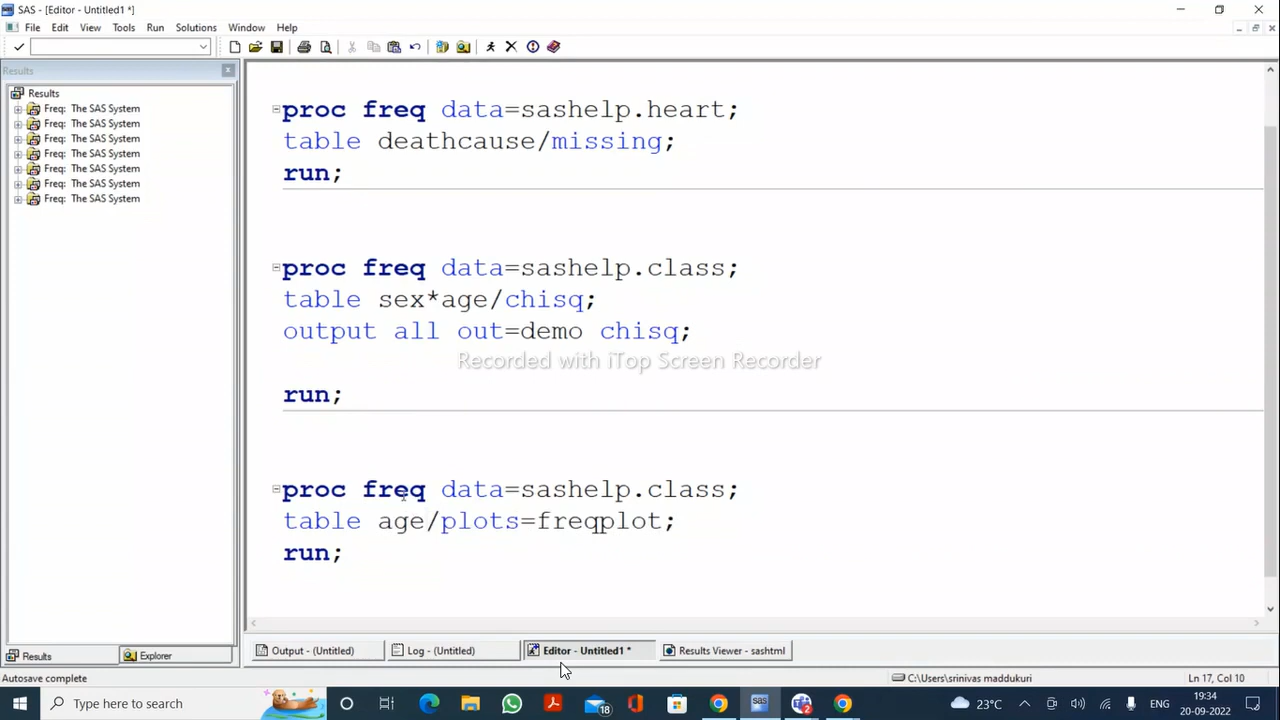 SAS - [Editor - Untitled1 *]
File Edit View Tools Run Solutions Window Help
Results
Results
Freq: The SAS System
Freq: The SAS System
Freq: The SAS System
Freq: The SAS System
Freq: The SAS System
Freq: The SAS System
Freq: The SAS System
proc freq data=sashelp.heart;
table deathcause/missing;
run;
proc freq data=sashelp.class;
table sex*age/chisq;
output all out=demo chisq;
Recorded with iTop Screen Recorder
run;
proc freq data=sashelp.class;
table age/plots=freqplot;
run;
Results Explorer
Output - (Untitled) Log - (Untitled) Editor - Untitled1 * Results Viewer - sashtml
Autosave complete C:\Users\srinivas maddukuri Ln 17, Col 10
Type here to search 18 2 23°C ENG 19:34
20-09-2022